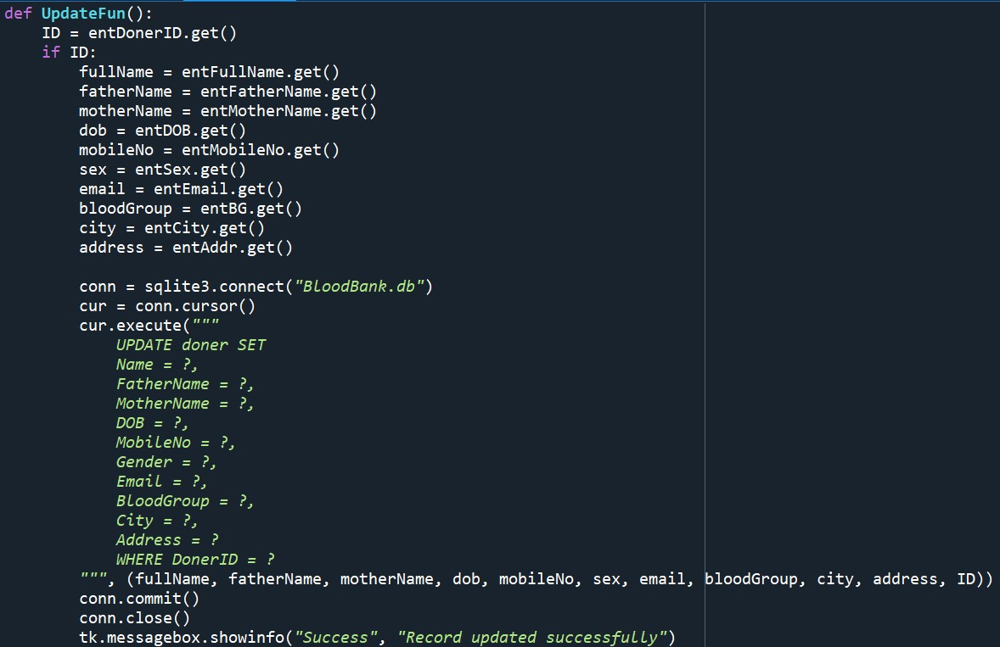 def UpdateFun():
    ID = entDonerID.get()
    if ID:
        fullName = entFullName.get()
        fatherName = entFatherName.get()
        motherName = entMotherName.get()
        dob = entDOB.get()
        mobileNo = entMobileNo.get()
        sex = entSex.get()
        email = entEmail.get()
        bloodGroup = entBG.get()
        city = entCity.get()
        address = entAddr.get()

        conn = sqlite3.connect("BloodBank.db")
        cur = conn.cursor()
        cur.execute("""
            UPDATE doner SET
            Name = ?,
            FatherName = ?,
            MotherName = ?,
            DOB = ?,
            MobileNo = ?,
            Gender = ?,
            Email = ?,
            BloodGroup = ?,
            City = ?,
            Address = ?
            WHERE DonerID = ?
        """, (fullName, fatherName, motherName, dob, mobileNo, sex, email, bloodGroup, city, address, ID))
        conn.commit()
        conn.close()
        tk.messagebox.showinfo("Success", "Record updated successfully")